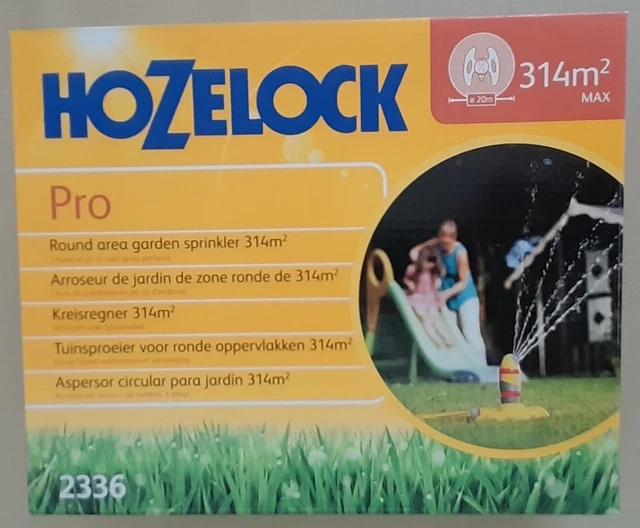 HOZELOCK
314m²
MAX
ø 20m
Pro
Round area garden sprinkler 314m²
Arroseur de jardin de zone ronde de 314m²
Kreisregner 314m²
Tuinsproeier voor ronde oppervlakken 314m²
Aspersor circular para jardín 314m²
2336